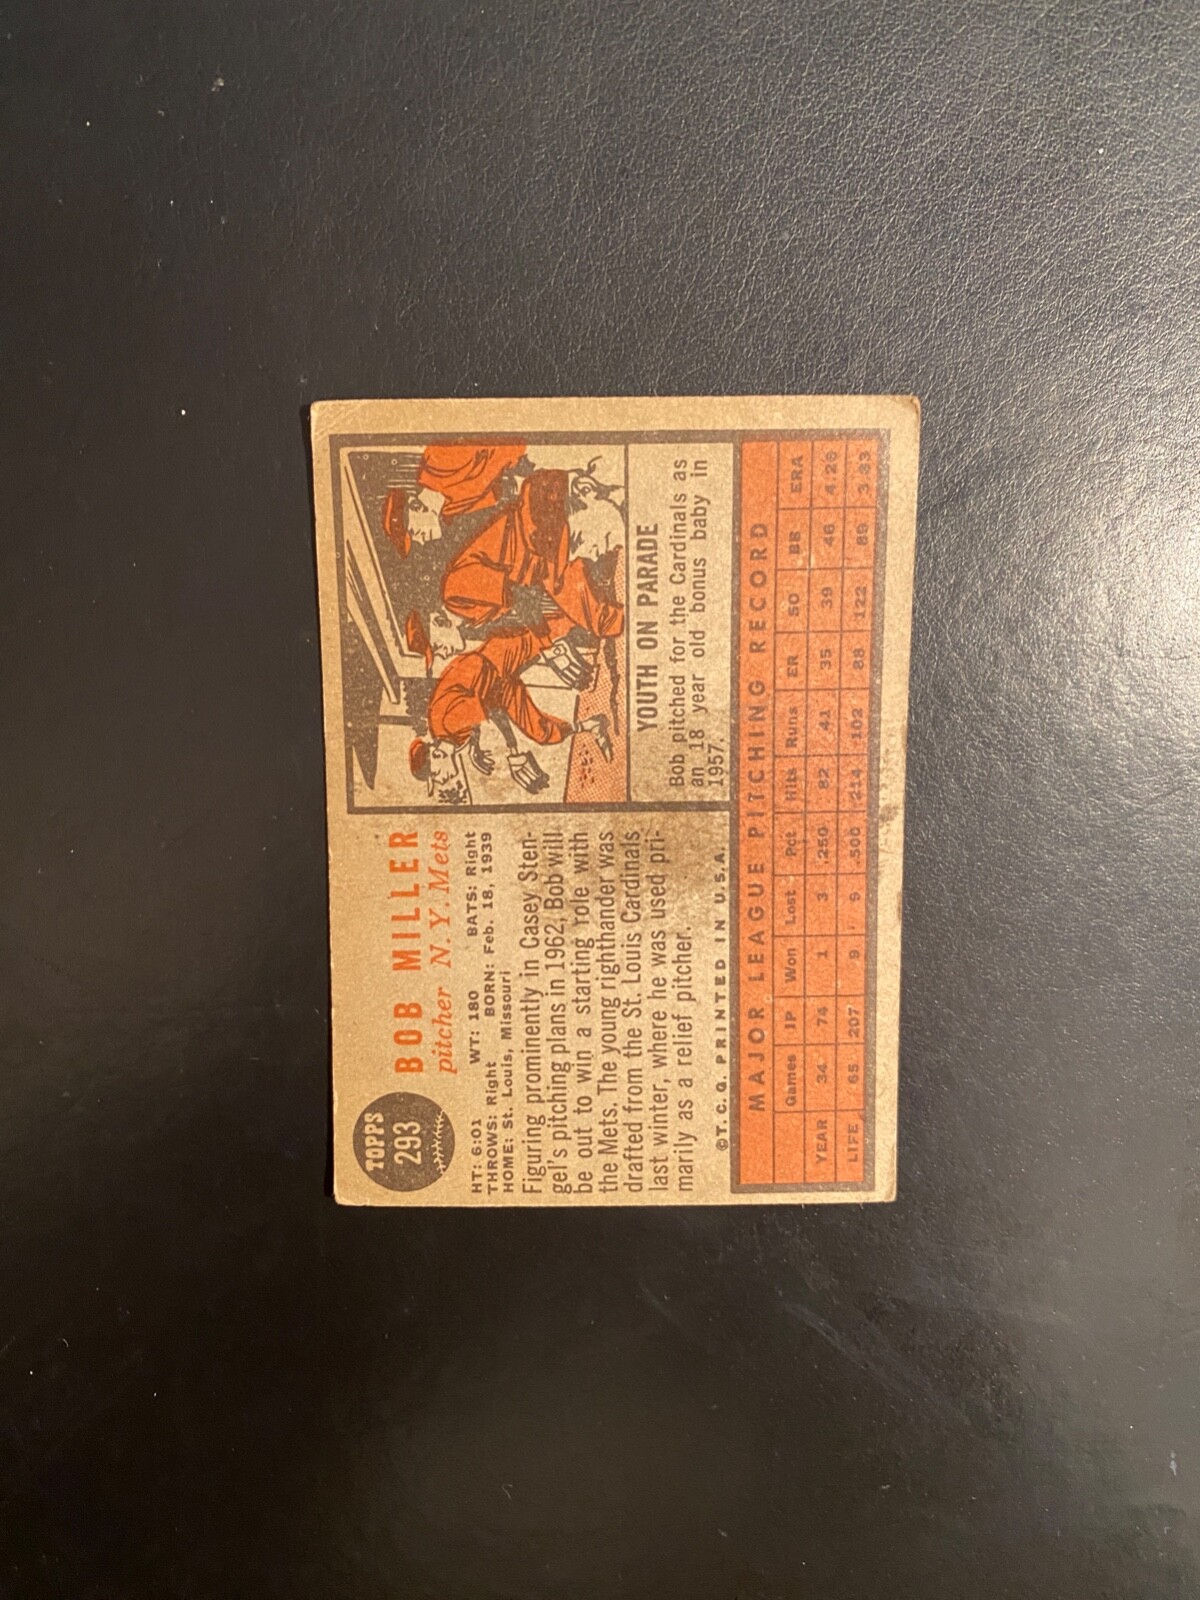 TOPPS
293
BOB MILLER
pitcher N. Y. Mets
HT: 6:01 WT: 180 BATS: Right
THROWS: Right BORN: Feb. 18, 1939
HOME: St. Louis, Missouri
Figuring prominently in Casey Sten-
gel's pitching plans in 1962, Bob will
be out to win a starting role with
the Mets. The young righthander was
drafted from the St. Louis Cardinals
last winter, where he was used pri-
marily as a relief pitcher.
©T.C.G. PRINTED IN U.S.A.
YOUTH ON PARADE
Bob pitched for the Cardinals as
an 18 year old bonus baby in
1957.
MAJOR LEAGUE PITCHING RECORD
Games IP Won Lost Pct Hits Runs ER SO BB ERA
YEAR 34 74 1 3 .250 82 41 35 39 46 4.26
LIFE 65 207 9 9 .500 214 102 88 122 89 3.83